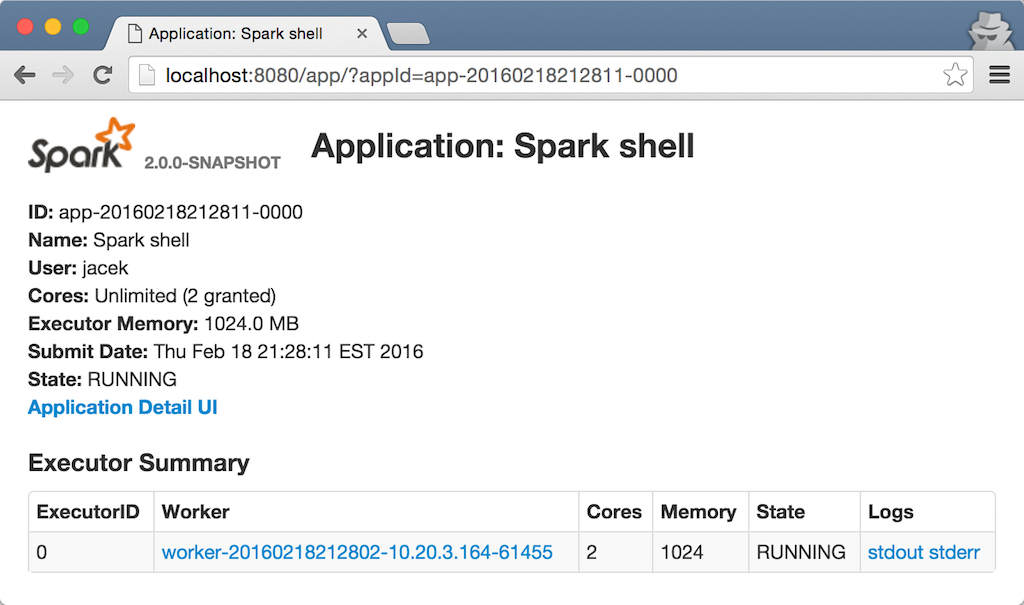 Application: Spark shell
localhost:8080/app/?appId=app-20160218212811-0000
Spark 2.0.0-SNAPSHOT Application: Spark shell
ID: app-20160218212811-0000
Name: Spark shell
User: jacek
Cores: Unlimited (2 granted)
Executor Memory: 1024.0 MB
Submit Date: Thu Feb 18 21:28:11 EST 2016
State: RUNNING
Application Detail UI
Executor Summary
ExecutorID Worker Cores Memory State Logs
0 worker-20160218212802-10.20.3.164-61455 2 1024 RUNNING stdout stderr